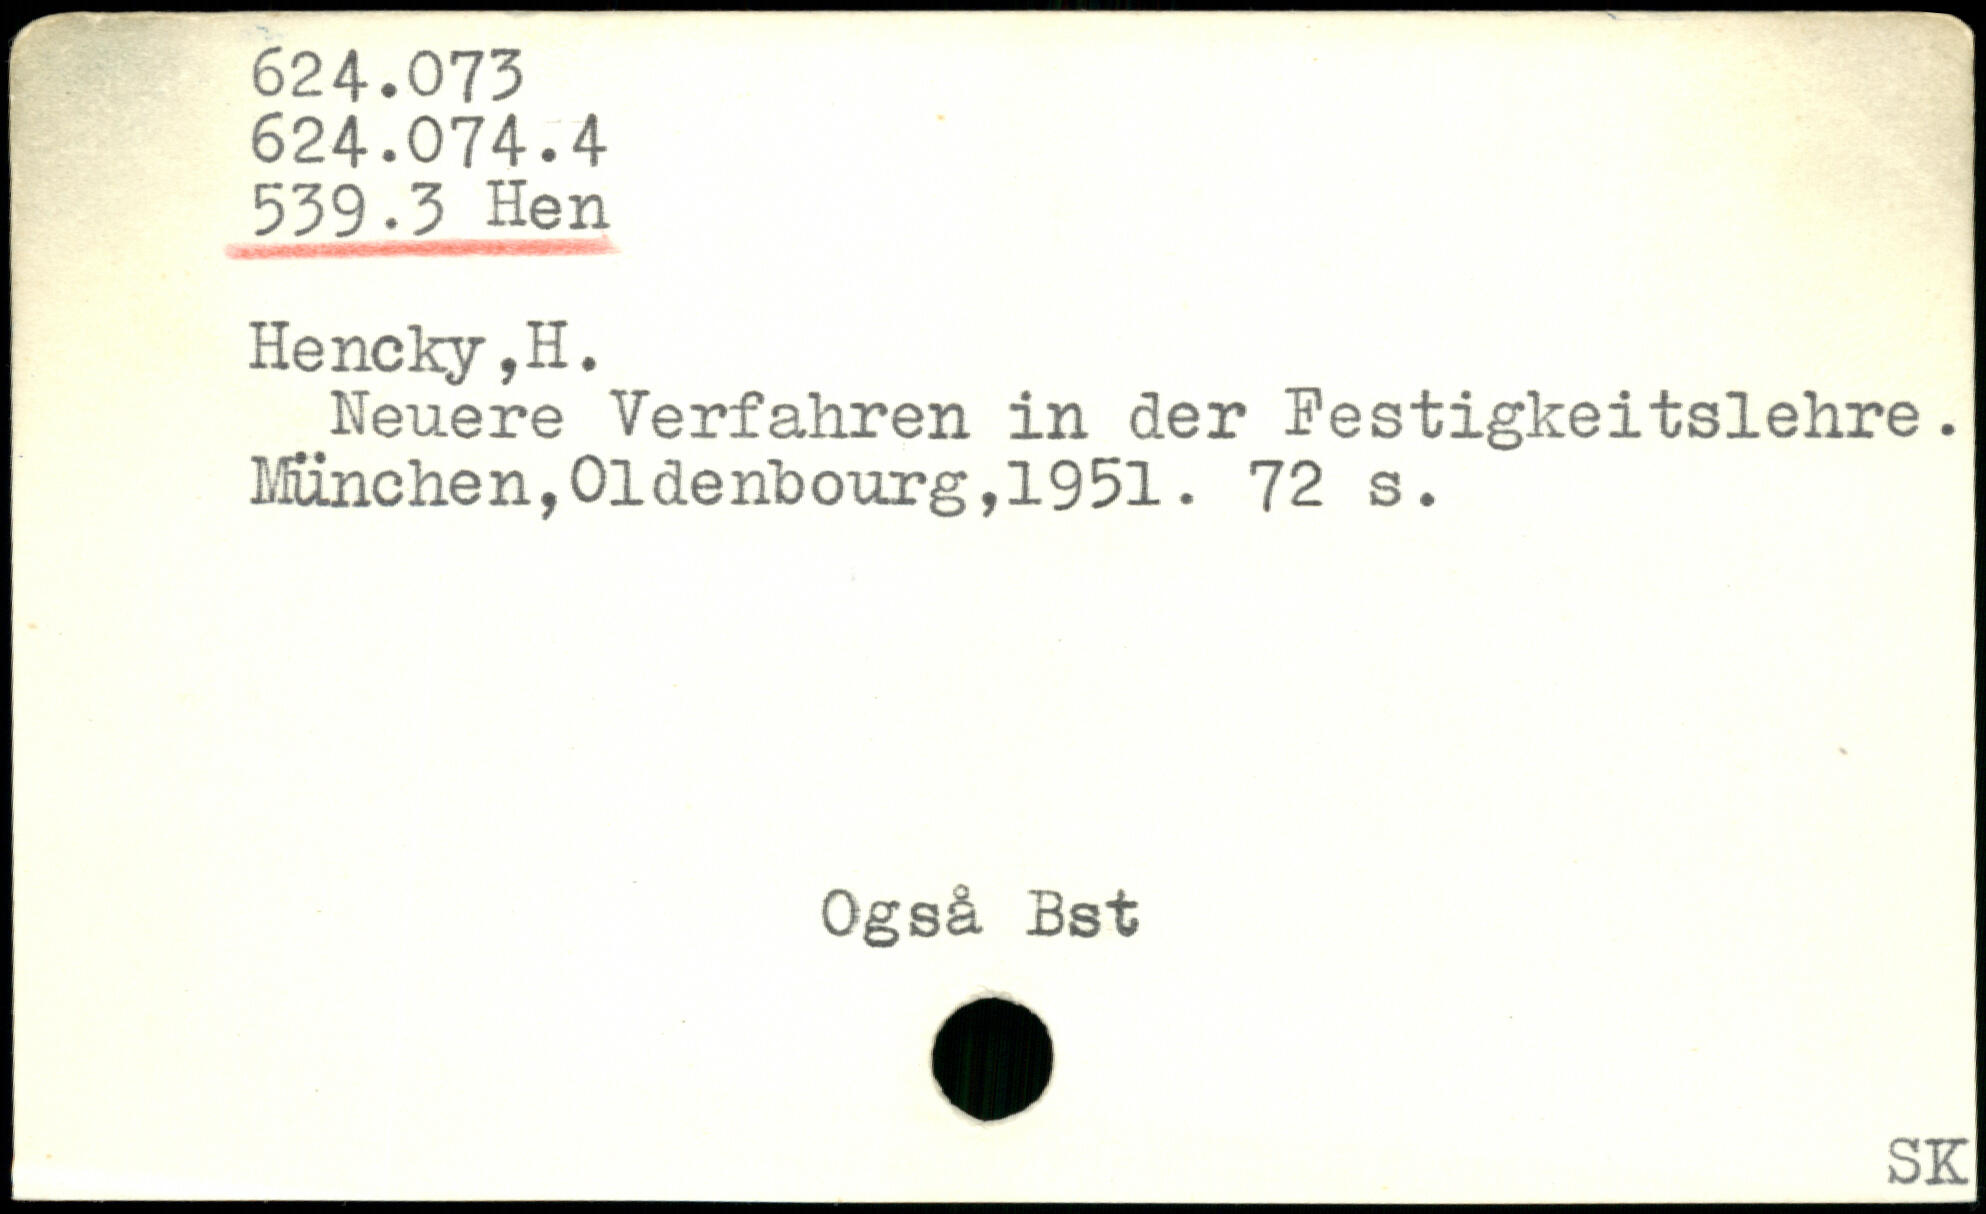 624.073
624.074.4
539.3 Hen
Hencky,H.
Neuere Verfahren in der Festigkeitslehre.
München,Oldenbourg,1951. 72 s.
Også Bst
SK